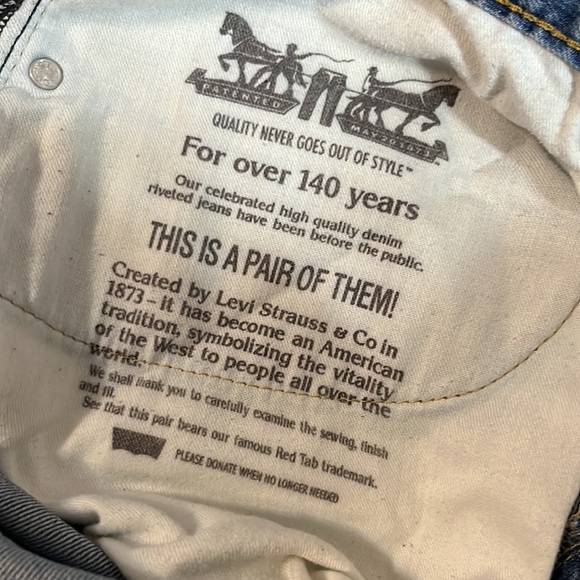 PATENTED
MAY 20 1873
QUALITY NEVER GOES OUT OF STYLE™
For over 140 years
Our celebrated high quality denim
riveted jeans have been before the public.
THIS IS A PAIR OF THEM!
Created by Levi Strauss & Co in
1873 – it has become an American
tradition, symbolizing the vitality
of the West to people all over the
world.
We shall thank you to carefully examine the sewing, finish
and fit.
See that this pair bears our famous Red Tab trademark.
PLEASE DONATE WHEN NO LONGER NEEDED